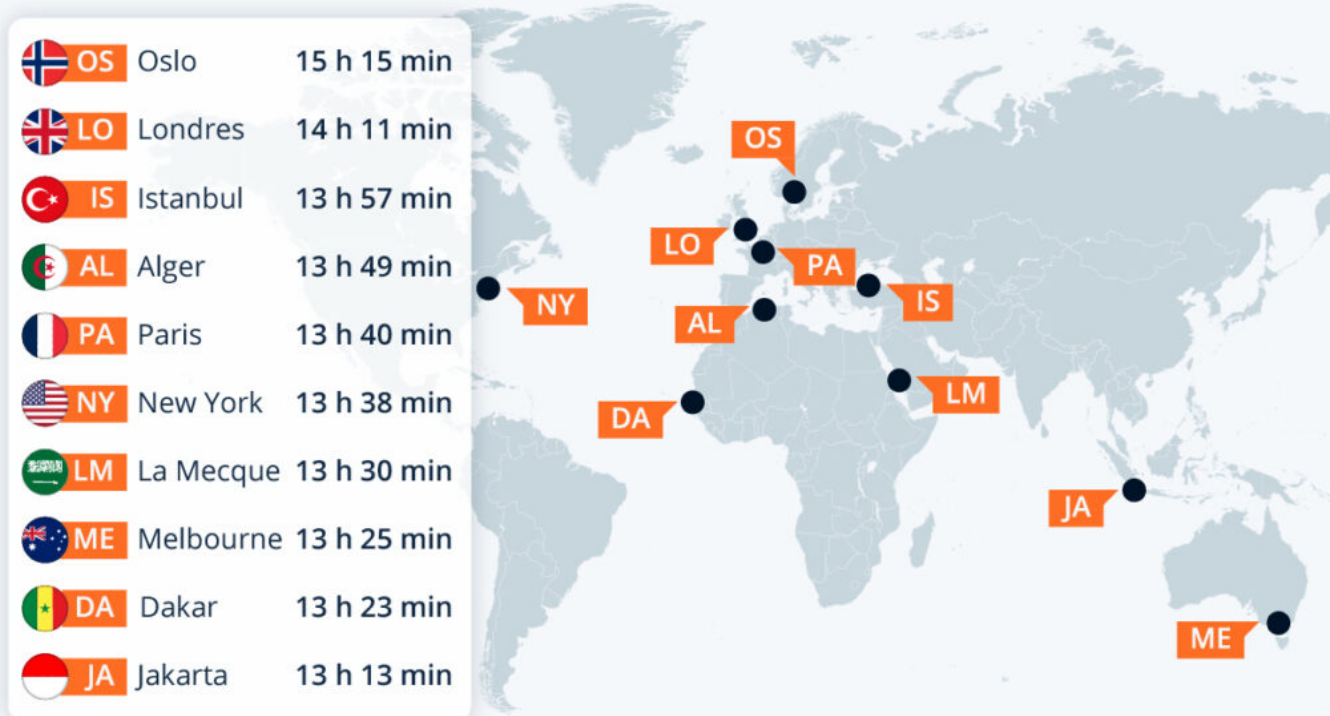 OS Oslo 15 h 15 min
LO Londres 14 h 11 min
IS Istanbul 13 h 57 min
AL Alger 13 h 49 min
PA Paris 13 h 40 min
NY New York 13 h 38 min
LM La Mecque 13 h 30 min
ME Melbourne 13 h 25 min
DA Dakar 13 h 23 min
JA Jakarta 13 h 13 min
OS
LO
PA
IS
NY
AL
LM
DA
JA
ME